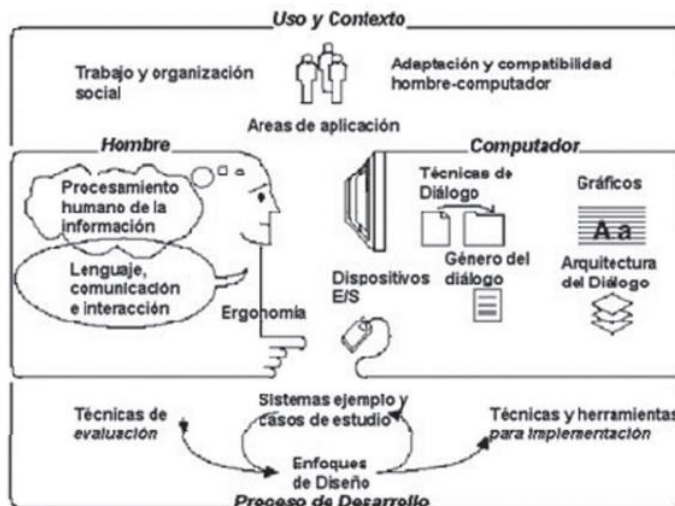 Uso y Contexto
Trabajo y organización
social
Adaptación y compatibilidad
hombre-computador
Areas de aplicación
Hombre
Procesamiento
humano de la
información
Lenguaje,
comunicación
e interacción
Ergonomía
Computador
Técnicas de
Diálogo
Gráficos
A a
Género del
diálogo
Arquitectura
del Diálogo
Dispositivos
E/S
Técnicas de
evaluación
Sistemas ejemplo y
casos de estudio
Técnicas y herramientas
para implementación
Enfoques
de Diseño
Proceso de Desarrollo